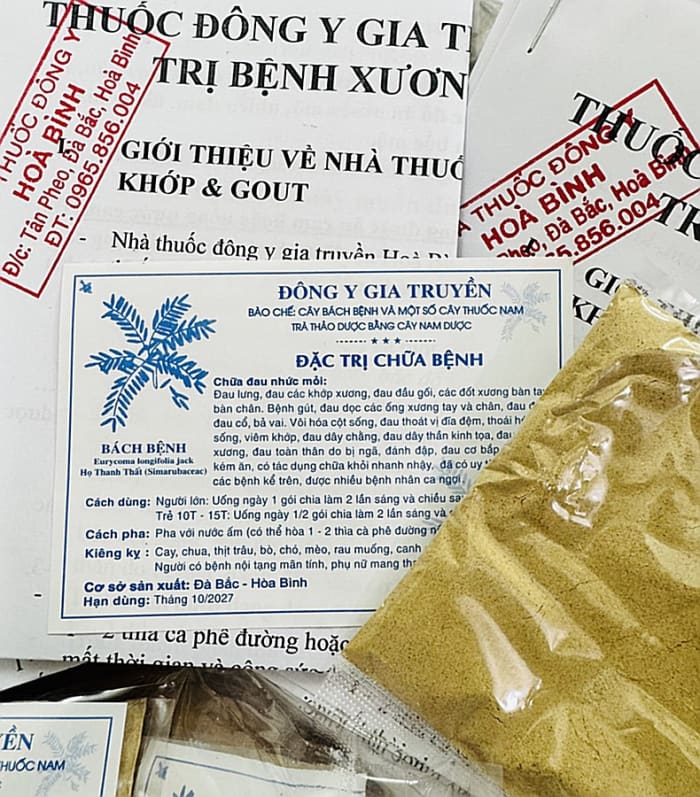 THUỐC ĐÔNG Y GIA
TRỊ BỆNH XƯƠN
THUỐC ĐÔNG Y
HOÀ BÌNH
Đ/c: Tân Pheo, Đà Bắc, Hoà Bình
ĐT: 0965.856.004
GIỚI THIỆU VỀ NHÀ THUỐ
KHỚP & GOUT
- Nhà thuốc đông y gia truyền Hoà
THUỐC
THUỐC ĐÔNG
HOÀ BÌNH
Pheo, Đà Bắc, Hoà Bình
65.856.004
GIỚI
ĐÔNG Y GIA TRUYỀN
BÀO CHẾ: CÂY BÁCH BỆNH VÀ MỘT SỐ CÂY THUỐC NAM
TRÀ THẢO DƯỢC BẰNG CÂY NAM DƯỢC
ĐẶC TRỊ CHỮA BỆNH
Chữa đau nhức mỏi:
Đau lưng, đau các khớp xương, đau đầu gối, các đốt xương bàn tay
bàn chân. Bệnh gút, đau dọc các ống xương tay và chân, đau
đau cổ, bả vai. Vôi hóa cột sống, đau thoát vị đĩa đệm, thoái
sống, viêm khớp, đau dây chằng, đau dây thần kinh tọa, đau
xương, đau toàn thân do bị ngã, đánh đập, đau cơ bắp
kém ăn, có tác dụng chữa khỏi nhanh nhậy, đã có uy
các bệnh kể trên, được nhiều bệnh nhân ca ngợi
BÁCH BỆNH
Eurycoma longifolia jack
Họ Thanh Thất (Simarubaceac)
Cách dùng: Người lớn: Uống ngày 1 gói chia làm 2 lần sáng và chiều
Trẻ 10T - 15T: Uống ngày 1/2 gói chia làm 2 lần sáng và
Cách pha: Pha với nước ấm (có thể hòa 1 - 2 thìa cà phê đường
Kiêng kỵ : Cay, chua, thịt trâu, bò, chó, mèo, rau muống, canh
Người có bệnh nội tạng mãn tính, phụ nữ mang
Cơ sở sản xuất: Đà Bắc - Hòa Bình
Hạn dùng: Tháng 10/2027
2 thìa cà phê đường hoặc
mất thời gian và công
YỀN
THUỐC NAM